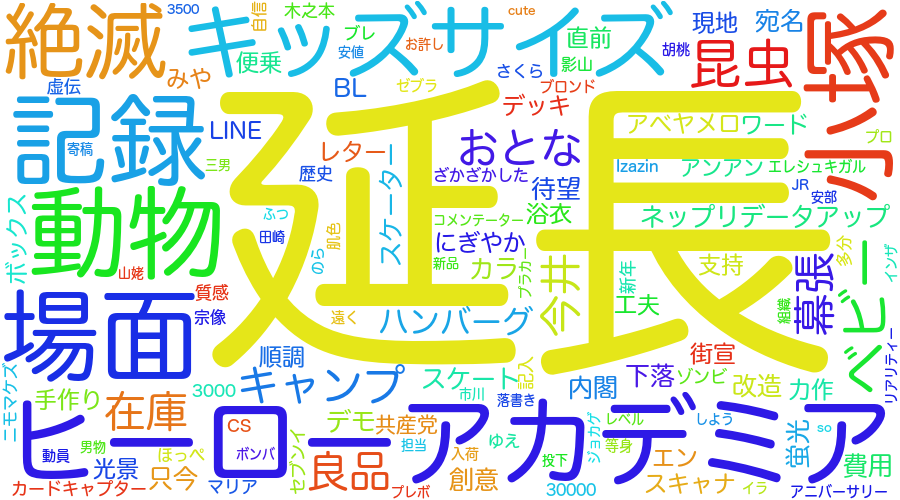 絶滅
キッズサイズ
小塚
3500
自信
木之本
cute
ブレ
安値
お許し
直前
現地
宛名
昆虫
胡桃
便乗
みや
虚伝
影山
さくら
ブロンド
BL
ゼブラ
デッキ
記録
LINE
延長
アベヤメロ
ワード
プロ
寄稿
三男
レター
歴史
おとな
ざかざかした
待望
Izazin
アンアン
エレシュキガル
JR
安部
動物
ボックス
ふつ
田崎
肌色
スケーター
コメンテーター
浴衣
ネップリデータアップ
にぎやか
新品
カラ
ブラカー
今井
新年
支持
幕張
多分
インザ
ベビー
山姥
のら
質感
宗像
遠く
ハンバーグ
工夫
組織
場面
順調
街宣
リアリティー
ニモマケズ
キャンプ
スケート
記入
内閣
下落
ゾンビ
改造
力作
手作り
在庫
3000
市川
落書き
ヒーローアカデミア
デモ
共産党
CS
担当
ゆえ
ジョカゲ
レベル
しよう
so
等身
蛍光
動員
男物
ほっぺ
ボンバ
セブンイ
良品
入荷
投下
エン
費用
光景
只今
創意
スキャナ
イラ
カードキャプター
マリア
プレボ
30000
アニバーサリー